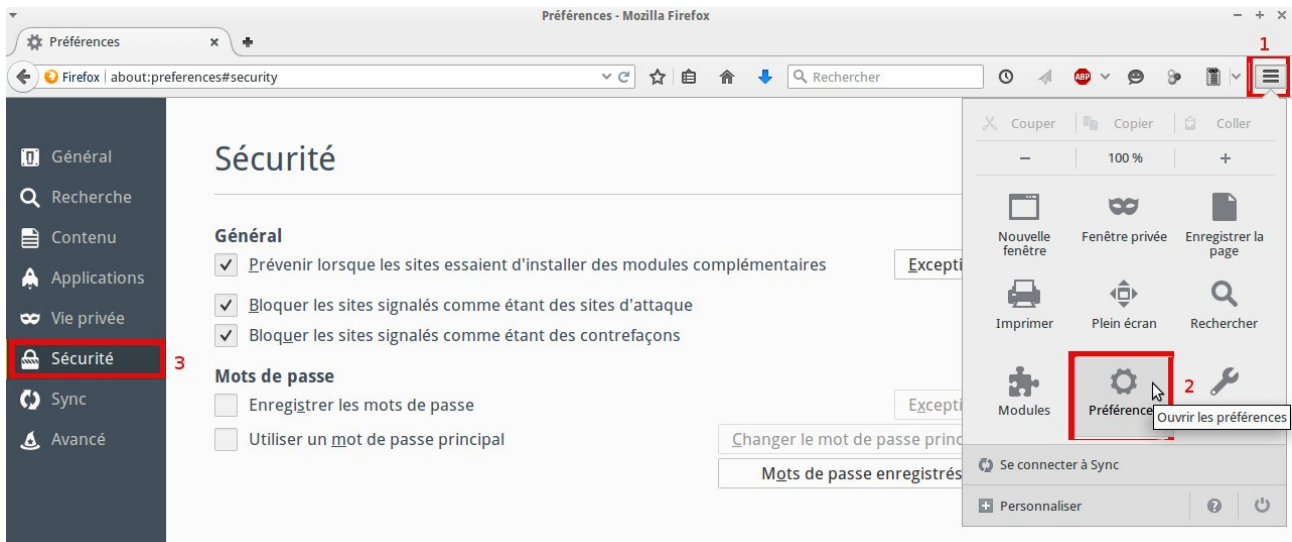 Préférences - Mozilla Firefox
Préférences
1
Firefox about:preferences#security
Rechercher
ABP
Couper Copier Coller
100 %
Général
Recherche
Contenu
Applications
Vie privée
Sécurité
3
Sync
Avancé
Sécurité
Général
Prévenir lorsque les sites essaient d'installer des modules complémentaires
Excepti
Bloquer les sites signalés comme étant des sites d'attaque
Bloquer les sites signalés comme étant des contrefaçons
Mots de passe
Enregistrer les mots de passe
Excepti
Utiliser un mot de passe principal
Changer le mot de passe princ
Mots de passe enregistrés
Nouvelle
fenêtre
Fenêtre privée
Enregistrer la
page
Imprimer
Plein écran
Rechercher
Modules
Préférence
2
Ouvrir les préférences
Se connecter à Sync
Personnaliser